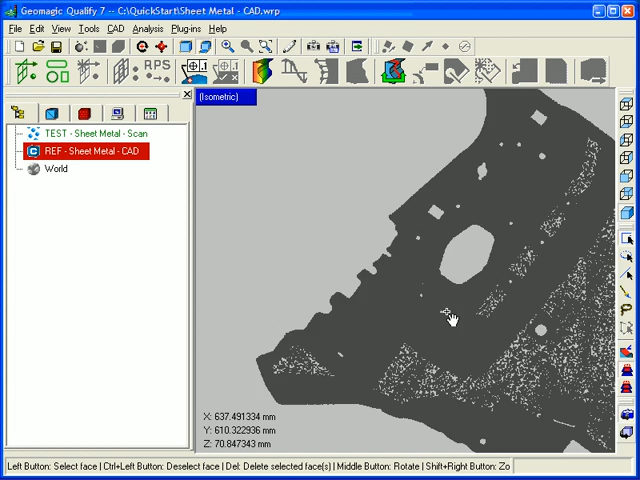 Geomagic Qualify 7 -- C:\QuickStart\Sheet Metal - CAD.wrp
File Edit View Tools CAD Analysis Plug-ins Help
RPS .1 .1
(Isometric)
TEST - Sheet Metal - Scan
REF - Sheet Metal - CAD
World
X: 637.491334 mm
Y: 610.322936 mm
Z: 70.847343 mm
Left Button: Select face | Ctrl+Left Button: Deselect face | Del: Delete selected face(s) | Middle Button: Rotate | Shift+Right Button: Zo